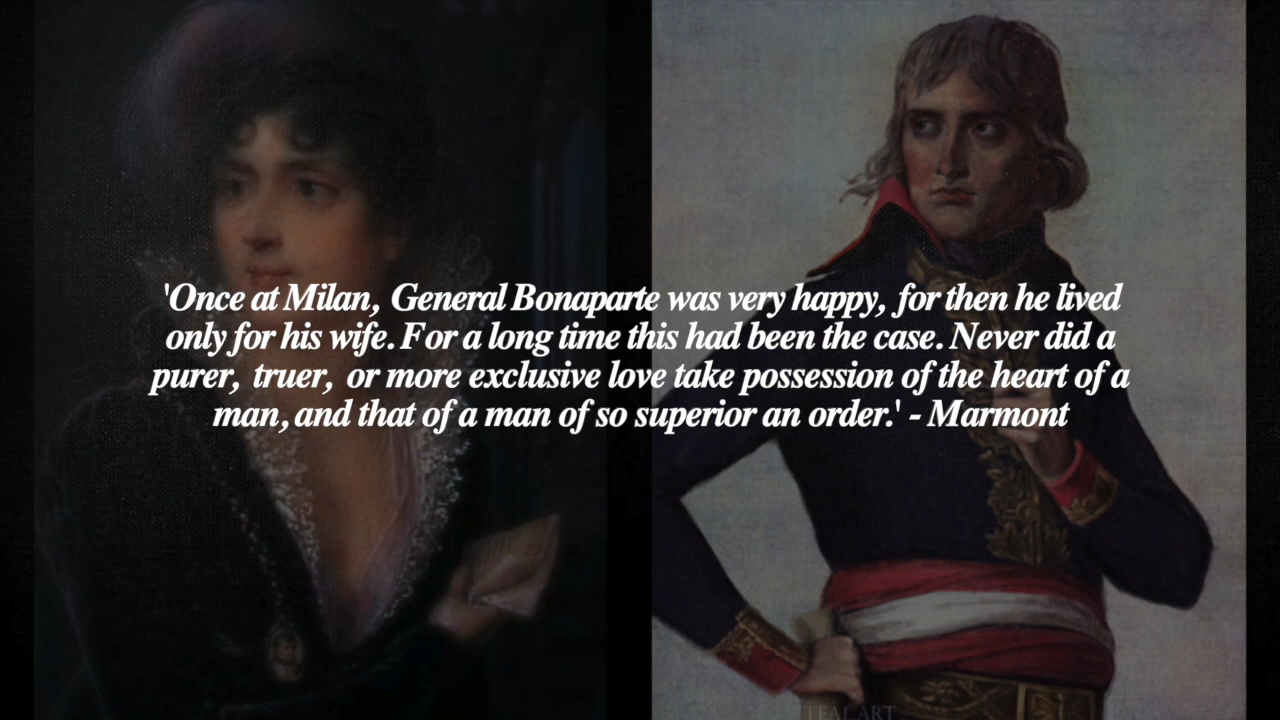 'Once at Milan, General Bonaparte was very happy, for then he lived
only for his wife. For a long time this had been the case. Never did a
purer, truer, or more exclusive love take possession of the heart of a
man, and that of a man of so superior an order.' - Marmont
TEAL ART